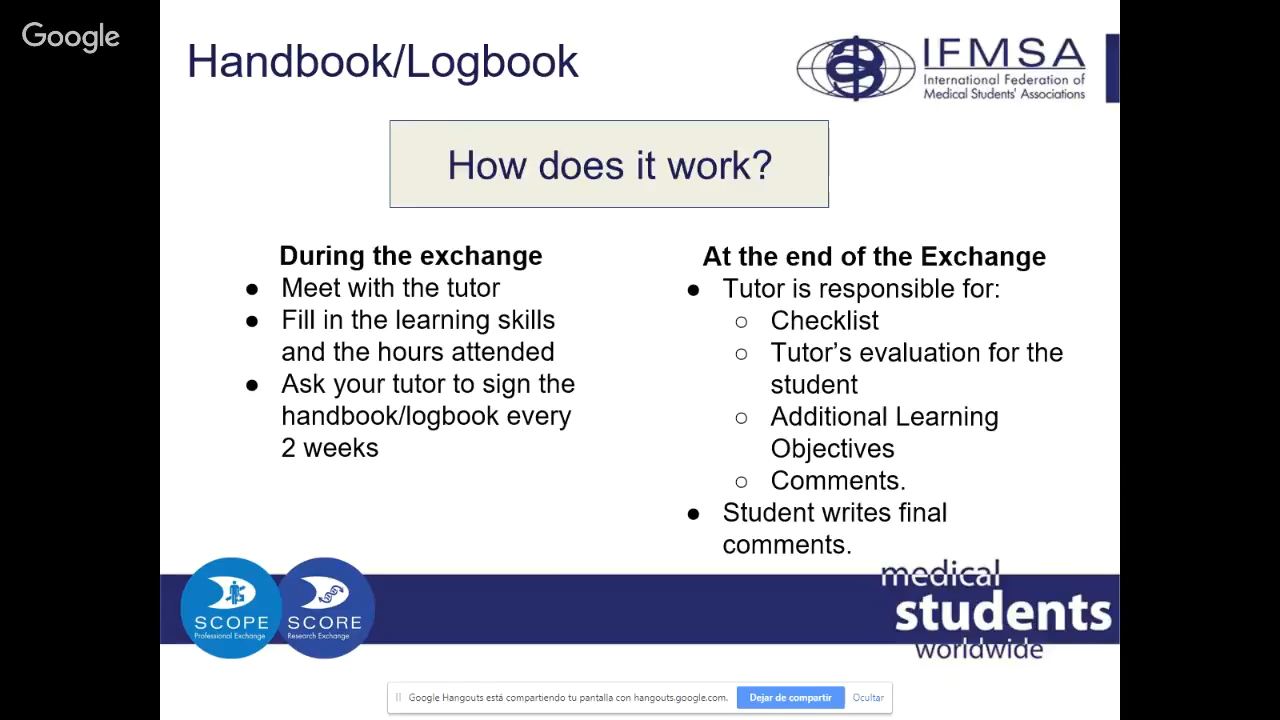 Google
Handbook/Logbook
IFMSA
International Federation of
Medical Students' Associations
How does it work?
During the exchange
● Meet with the tutor
● Fill in the learning skills
and the hours attended
● Ask your tutor to sign the
handbook/logbook every
2 weeks
At the end of the Exchange
● Tutor is responsible for:
○ Checklist
○ Tutor’s evaluation for the
student
○ Additional Learning
Objectives
○ Comments.
● Student writes final
comments.
SCOPE
Professional Exchange
SCORE
Research Exchange
medical
students
worldwide
Google Hangouts está compartiendo tu pantalla con hangouts.google.com.
Dejar de compartir
Ocultar